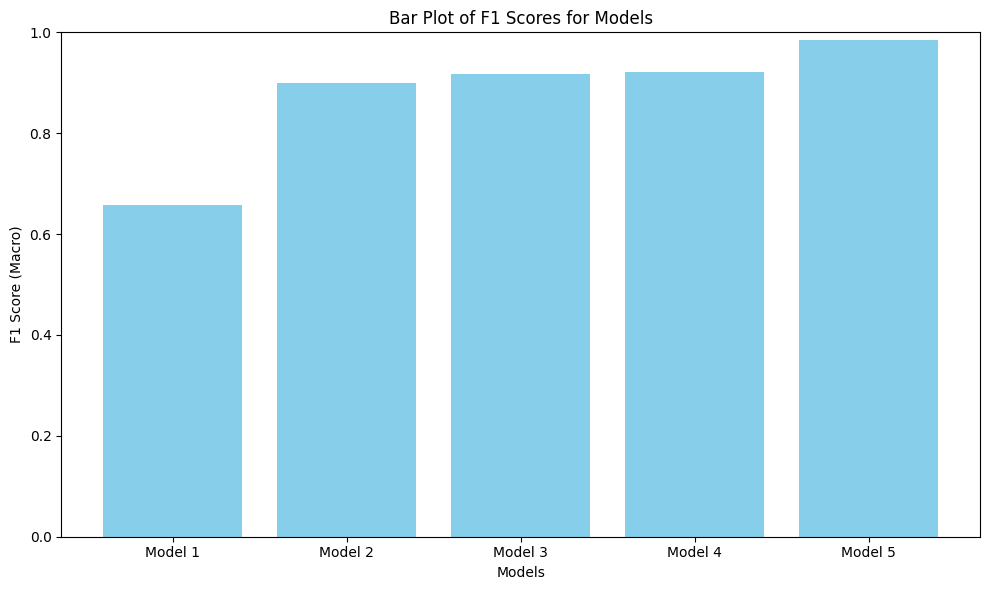 Bar Plot of F1 Scores for Models
F1 Score (Macro)
1.0
0.8
0.6
0.4
0.2
0.0
Model 1 Model 2 Model 3 Model 4 Model 5
Models